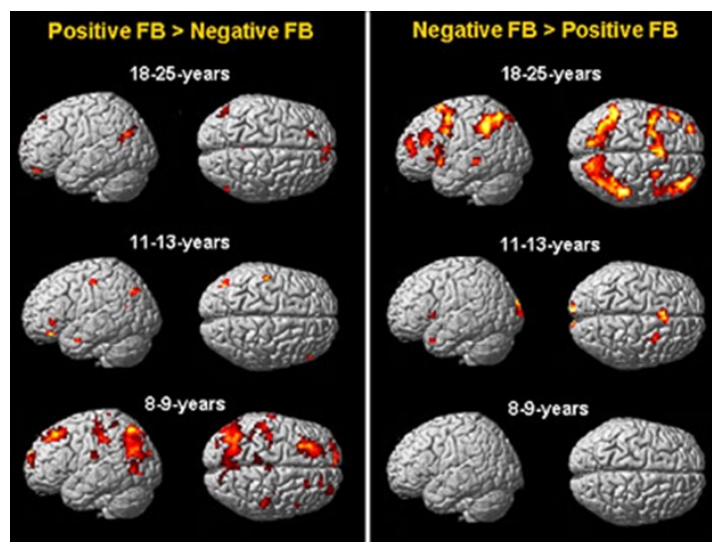 Positive FB > Negative FB
18-25-years
11-13-years
8-9-years
Negative FB > Positive FB
18-25-years
11-13-years
8-9-years